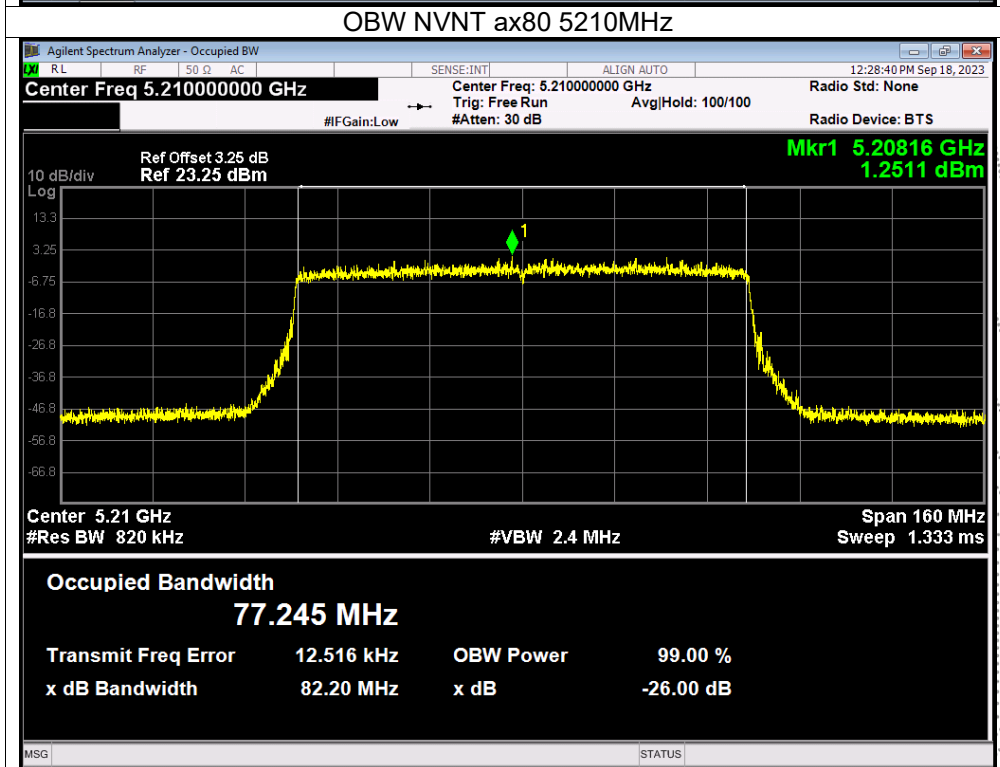 OBW NVNT ax80 5210MHz
Agilent Spectrum Analyzer - Occupied BW
LXI RL RF 50 Ω AC SENSE:INT ALIGN AUTO 12:28:40 PM Sep 18, 2023
Center Freq 5.210000000 GHz Center Freq: 5.210000000 GHz Radio Std: None
Trig: Free Run Avg|Hold: 100/100
#IFGain:Low #Atten: 30 dB Radio Device: BTS
Mkr1 5.20816 GHz
1.2511 dBm
Ref Offset 3.25 dB
10 dB/div Ref 23.25 dBm
Log
13.3
1
3.25
-6.75
-16.8
-26.8
-36.8
-46.8
-56.8
-66.8
Center 5.21 GHz Span 160 MHz
#Res BW 820 kHz #VBW 2.4 MHz Sweep 1.333 ms
Occupied Bandwidth
77.245 MHz
Transmit Freq Error 12.516 kHz OBW Power 99.00 %
x dB Bandwidth 82.20 MHz x dB -26.00 dB
MSG STATUS